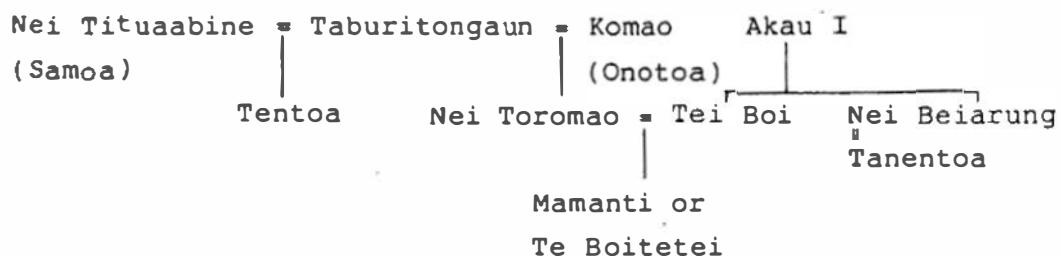 Nei Tituaabine = Taburitongaun = Komao Akau I
(Samoa) (Onotoa)
Tentoa Nei Toromao = Tei Boi Nei Beiarung
=
Tanentoa
Mamanti or
Te Boitetei